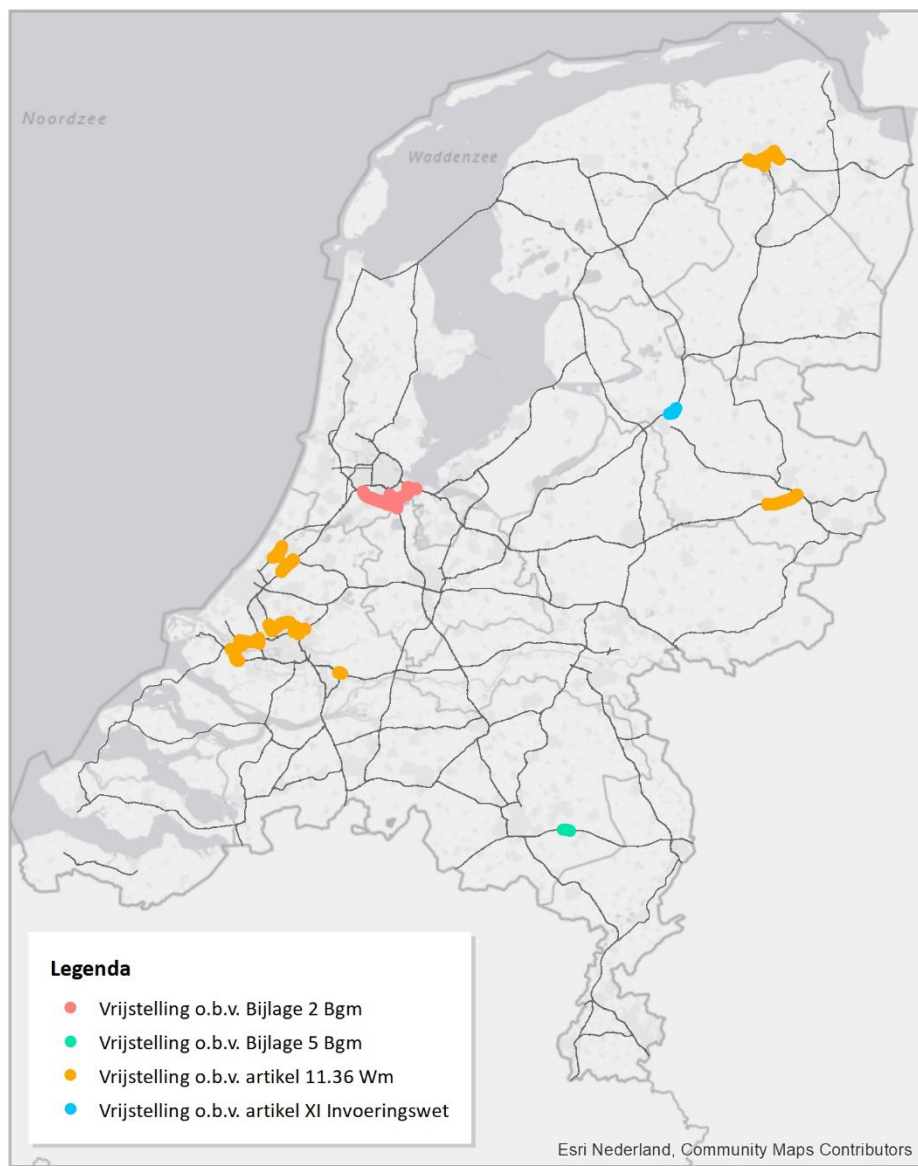 Noordzee
Waddenzee
Legenda
Vrijstelling o.b.v. Bijlage 2 Bgm
Vrijstelling o.b.v. Bijlage 5 Bgm
Vrijstelling o.b.v. artikel 11.36 Wm
Vrijstelling o.b.v. artikel XI Invoeringswet
Esri Nederland, Community Maps Contributors